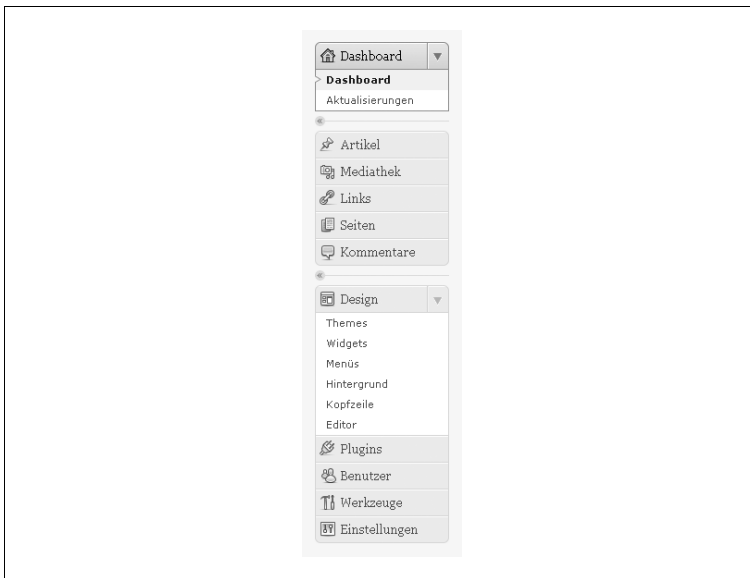 Dashboard
Dashboard
Aktualisierungen
Artikel
Mediathek
Links
Seiten
Kommentare
Design
Themes
Widgets
Menüs
Hintergrund
Kopfzeile
Editor
Plugins
Benutzer
Werkzeuge
Einstellungen